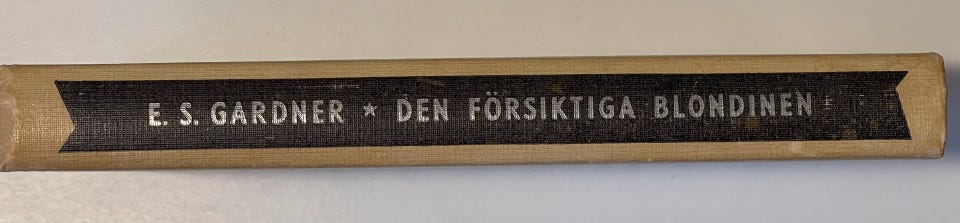 E. S. GARDNER ★ DEN FÖRSIKTIGA BLONDINEN